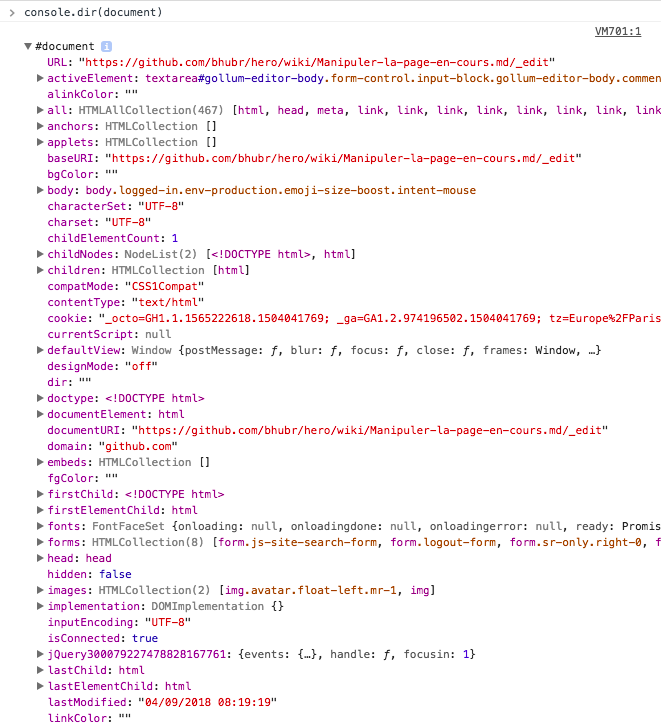 > console.dir(document)
VM701:1
▼ #document i
URL: "https://github.com/bhubr/hero/wiki/Manipuler-la-page-en-cours.md/_edit"
▶ activeElement: textarea#gollum-editor-body.form-control.input-block.gollum-editor-body.commen
alinkColor: ""
▶ all: HTMLAllCollection(467) [html, head, meta, link, link, link, link, link, link, link, link
▶ anchors: HTMLCollection []
▶ applets: HTMLCollection []
baseURI: "https://github.com/bhubr/hero/wiki/Manipuler-la-page-en-cours.md/_edit"
bgColor: ""
▶ body: body.logged-in.env-production.emoji-size-boost.intent-mouse
characterSet: "UTF-8"
charset: "UTF-8"
childElementCount: 1
▶ childNodes: NodeList(2) [<!DOCTYPE html>, html]
▶ children: HTMLCollection [html]
compatMode: "CSS1Compat"
contentType: "text/html"
cookie: "_octo=GH1.1.1565222618.1504041769; _ga=GA1.2.974196502.1504041769; tz=Europe%2FParis
currentScript: null
▶ defaultView: Window {postMessage: ƒ, blur: ƒ, focus: ƒ, close: ƒ, frames: Window, …}
designMode: "off"
dir: ""
▶ doctype: <!DOCTYPE html>
▶ documentElement: html
documentURI: "https://github.com/bhubr/hero/wiki/Manipuler-la-page-en-cours.md/_edit"
domain: "github.com"
▶ embeds: HTMLCollection []
fgColor: ""
▶ firstChild: <!DOCTYPE html>
▶ firstElementChild: html
▶ fonts: FontFaceSet {onloading: null, onloadingdone: null, onloadingerror: null, ready: Promis
▶ forms: HTMLCollection(8) [form.js-site-search-form, form.logout-form, form.sr-only.right-0, f
▶ head: head
hidden: false
▶ images: HTMLCollection(2) [img.avatar.float-left.mr-1, img]
▶ implementation: DOMImplementation {}
inputEncoding: "UTF-8"
isConnected: true
▶ jQuery300079227478828167761: {events: {…}, handle: ƒ, focusin: 1}
▶ lastChild: html
▶ lastElementChild: html
lastModified: "04/09/2018 08:19:19"
linkColor: ""